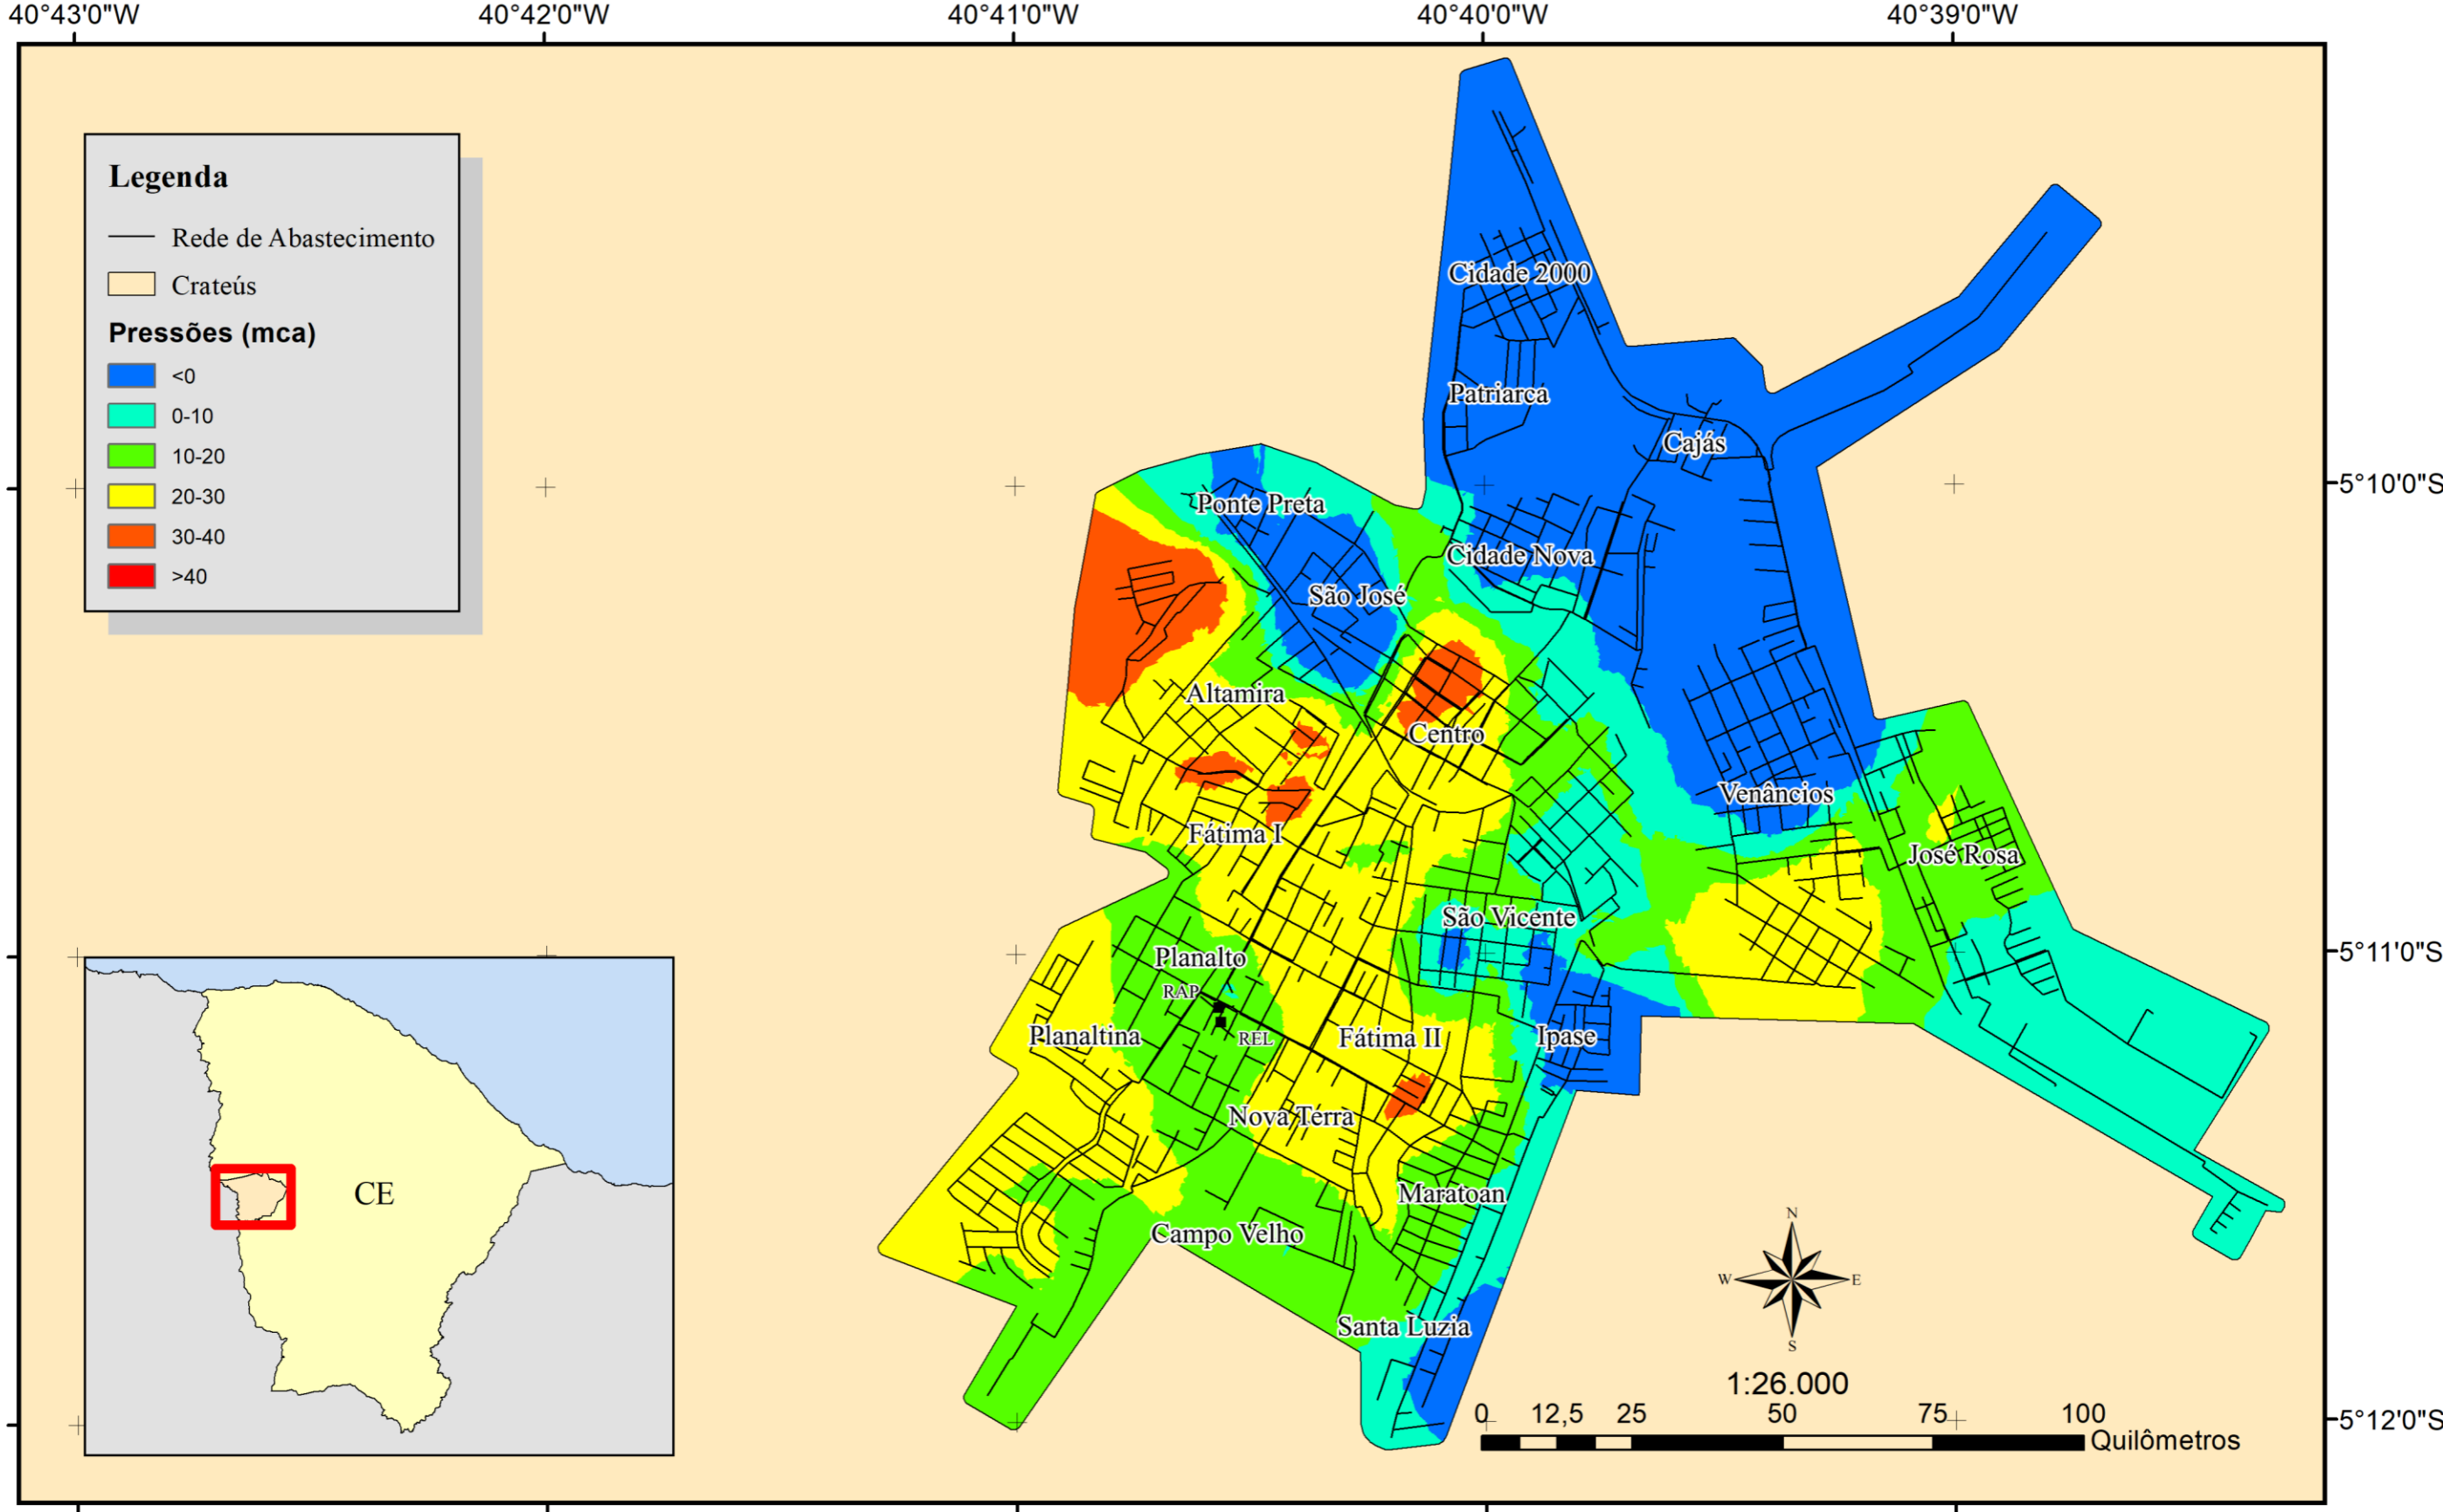 40°43'0"W 40°42'0"W 40°41'0"W 40°40'0"W 40°39'0"W
Legenda
Rede de Abastecimento
Crateús
Pressões (mca)
<0
0-10
10-20
20-30
30-40
>40
Cidade 2000
Patriarca
Cajás
5°10'0"S
Ponte Preta
Cidade Nova
São José
Altamira
Centro
Venâncios
Fátima I
José Rosa
São Vicente
5°11'0"S
Planalto
RAP
Planaltina
REL
Fátima II
Ipase
Nova Terra
Maratoan
CE
Campo Velho
N
W E
S
Santa Luzia
1:26.000
0 12,5 25 50 75 100
Quilômetros
5°12'0"S